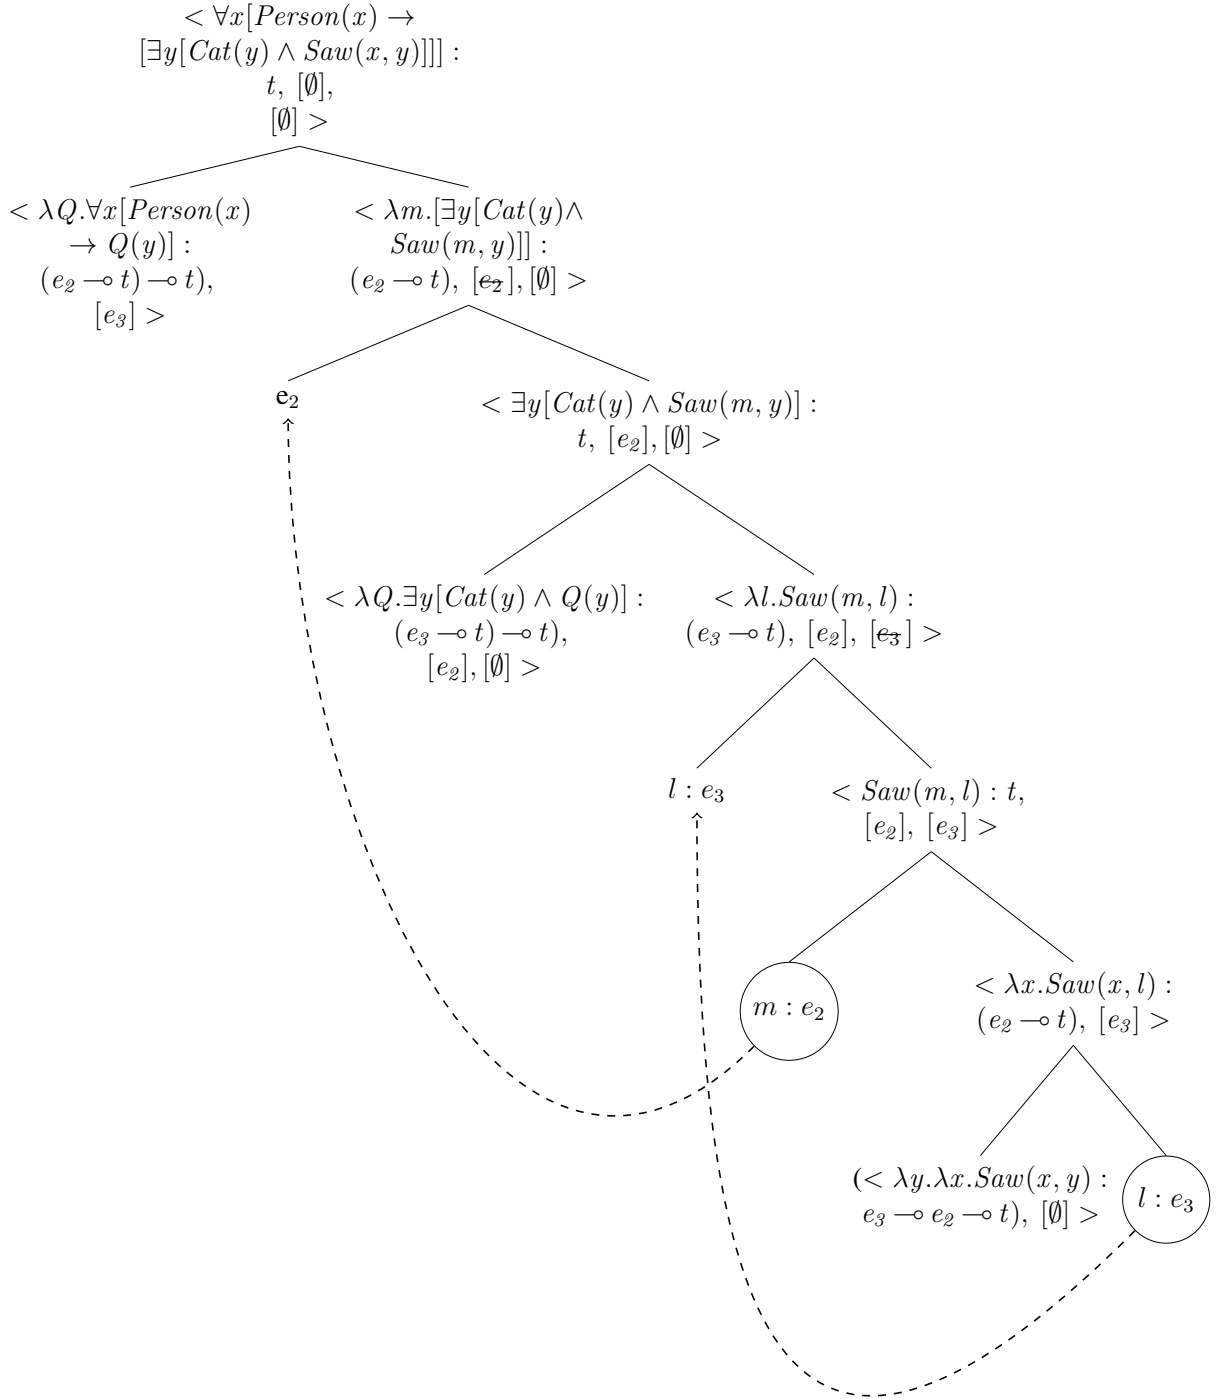 < ∀x[Person(x) →
[∃y[Cat(y) ∧ Saw(x, y)]]] :
t, [∅],
[∅] >
< λQ.∀x[Person(x)
→ Q(y)] :
(e₂ ⊸ t) ⊸ t),
[e₃] >
< λm.[∃y[Cat(y)∧
Saw(m, y)]] :
(e₂ ⊸ t), [e̶₂̶], [∅] >
e₂
< ∃y[Cat(y) ∧ Saw(m, y)] :
t, [e₂], [∅] >
< λQ.∃y[Cat(y) ∧ Q(y)] :
(e₃ ⊸ t) ⊸ t),
[e₂], [∅] >
< λl.Saw(m, l) :
(e₃ ⊸ t), [e₂], [e̶₃̶] >
l : e₃
< Saw(m, l) : t,
[e₂], [e₃] >
m : e₂
< λx.Saw(x, l) :
(e₂ ⊸ t), [e₃] >
(< λy.λx.Saw(x, y) :
e₃ ⊸ e₂ ⊸ t), [∅] >
l : e₃